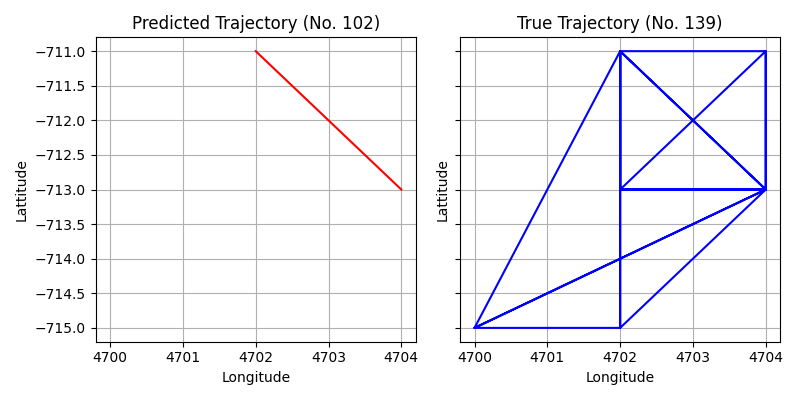 Predicted Trajectory (No. 102)
True Trajectory (No. 139)
−711.0
−711.5
−712.0
−712.5
−713.0
−713.5
−714.0
−714.5
−715.0
Lattitude
Lattitude
4700 4701 4702 4703 4704
4700 4701 4702 4703 4704
Longitude
Longitude